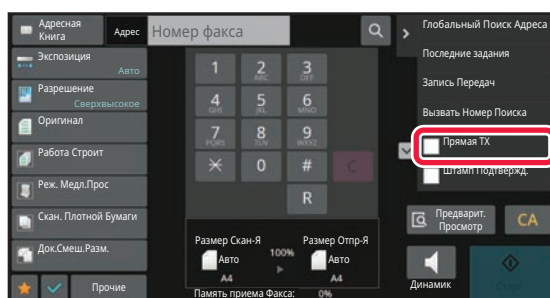 Адресная
Книга
Адрес
Номер факса
Экспозиция
Авто
Разрешение
Сверхвысокое
Оригинал
Работа Строит
Реж. Медл.Прос
Скан. Плотной Бумаги
Док.Смеш.Разм.
Прочие
1
2
ABC
3
DEF
4
GHI
5
JKL
6
MNO
7
PQRS
8
TUV
9
WXYZ
0
#
C
R
Размер Скан-Я
Авто
A4
100%
Размер Отпр-Я
Авто
A4
Память приема Факса: 0%
Глобальный Поиск Адреса
Последние задания
Запись Передач
Вызвать Номер Поиска
Прямая TX
Штамп Подтвержд.
Предварит.
Просмотр
CA
Динамик